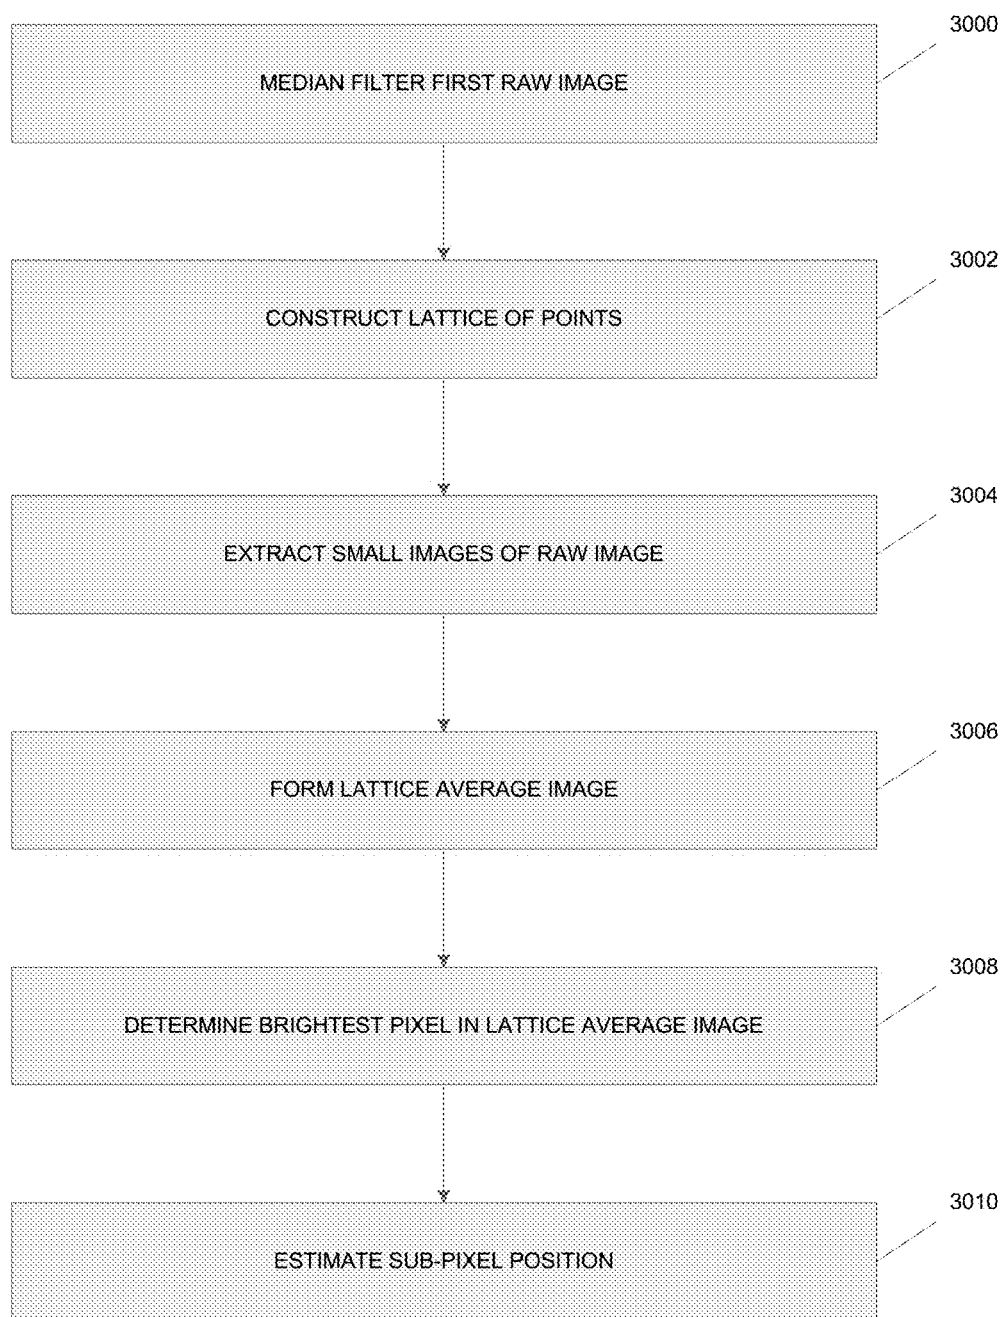 3000
MEDIAN FILTER FIRST RAW IMAGE
3002
CONSTRUCT LATTICE OF POINTS
3004
EXTRACT SMALL IMAGES OF RAW IMAGE
3006
FORM LATTICE AVERAGE IMAGE
3008
DETERMINE BRIGHTEST PIXEL IN LATTICE AVERAGE IMAGE
3010
ESTIMATE SUB-PIXEL POSITION